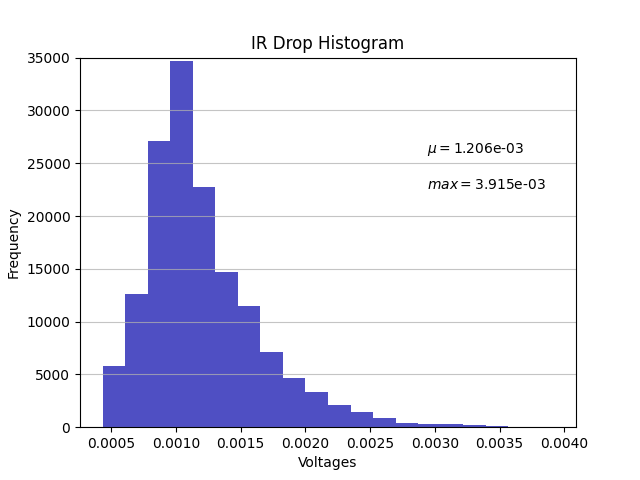 IR Drop Histogram
35000
30000
25000
20000
15000
10000
5000
0
Frequency
μ = 1.206e-03
max = 3.915e-03
0.0005 0.0010 0.0015 0.0020 0.0025 0.0030 0.0035 0.0040
Voltages